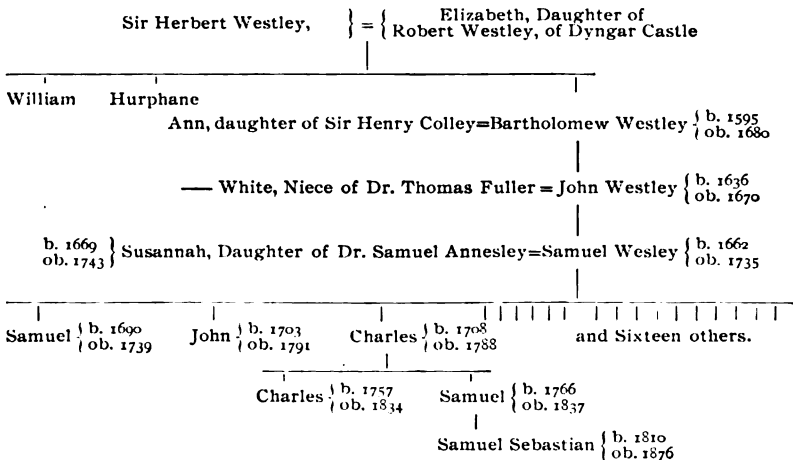 Sir Herbert Westley, } = { Elizabeth, Daughter of
Robert Westley, of Dyngar Castle
William Hurphane
Ann, daughter of Sir Henry Colley=Bartholomew Westley { b. 1595
ob. 1680
— White, Niece of Dr. Thomas Fuller = John Westley { b. 1636
ob. 1670
b. 1669
ob. 1743 } Susannah, Daughter of Dr. Samuel Annesley=Samuel Wesley { b. 1662
ob. 1735
Samuel { b. 1690
ob. 1739
John { b. 1703
ob. 1791
Charles { b. 1708
ob. 1788
and Sixteen others.
Charles { b. 1757
ob. 1834
Samuel { b. 1766
ob. 1837
Samuel Sebastian { b. 1810
ob. 1876